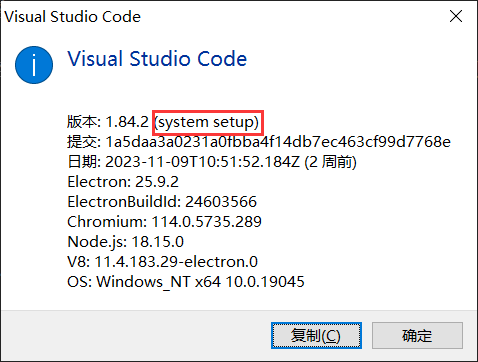 Visual Studio Code
Visual Studio Code
版本: 1.84.2 (system setup)
提交: 1a5daa3a0231a0fbba4f14db7ec463cf99d7768e
日期: 2023-11-09T10:51:52.184Z (2 周前)
Electron: 25.9.2
ElectronBuildId: 24603566
Chromium: 114.0.5735.289
Node.js: 18.15.0
V8: 11.4.183.29-electron.0
OS: Windows_NT x64 10.0.19045
复制(C)
确定